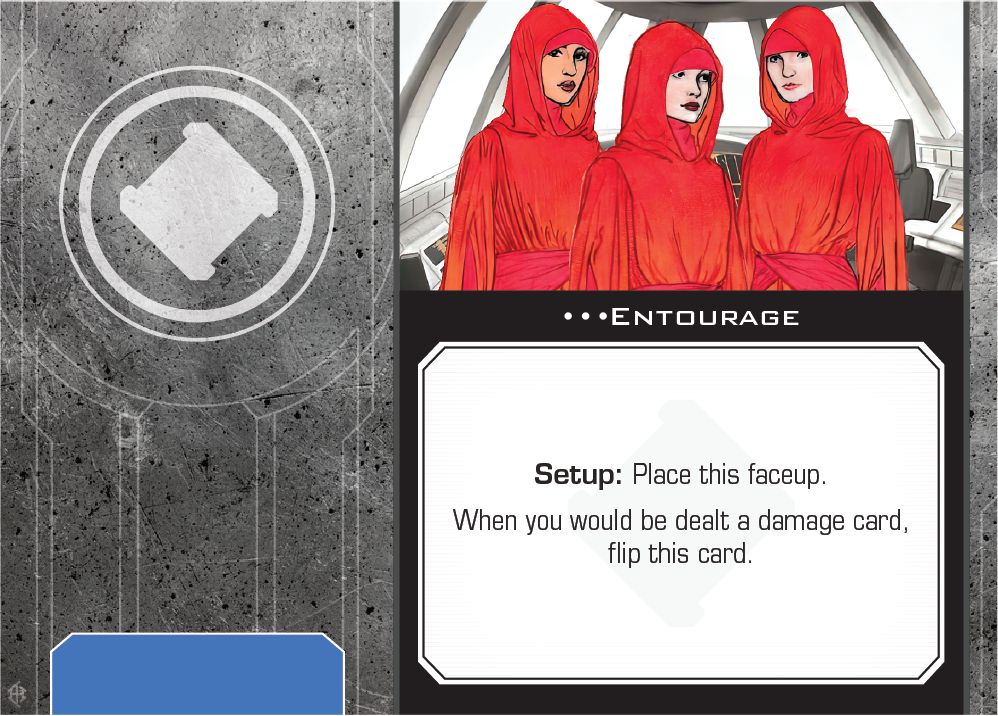 •••Entourage
Setup: Place this faceup.
When you would be dealt a damage card,
flip this card.